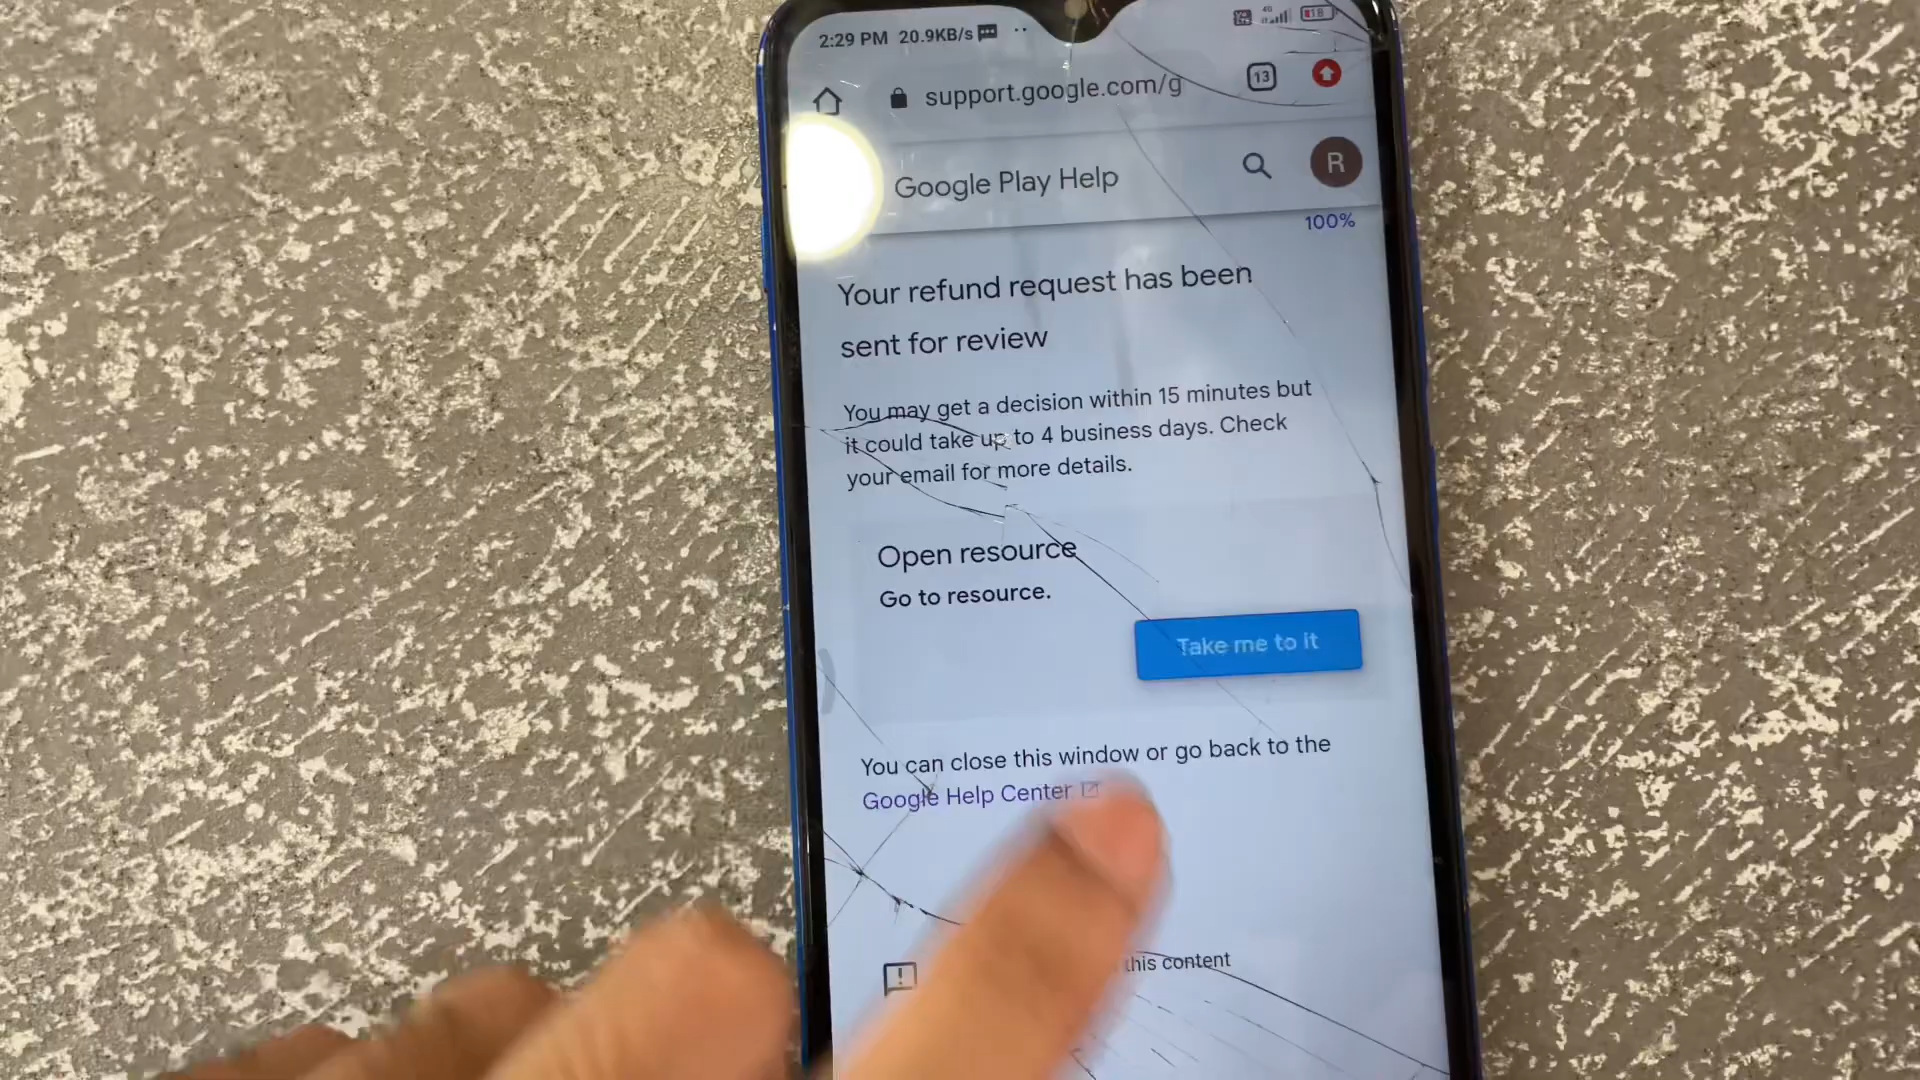 2:29 PM 20.9KB/s
4G
18
support.google.com/g
13
Google Play Help
R
100%
Your refund request has been
sent for review
You may get a decision within 15 minutes but
it could take up to 4 business days. Check
your email for more details.
Open resource
Go to resource.
Take me to it
You can close this window or go back to the
Google Help Center
this content